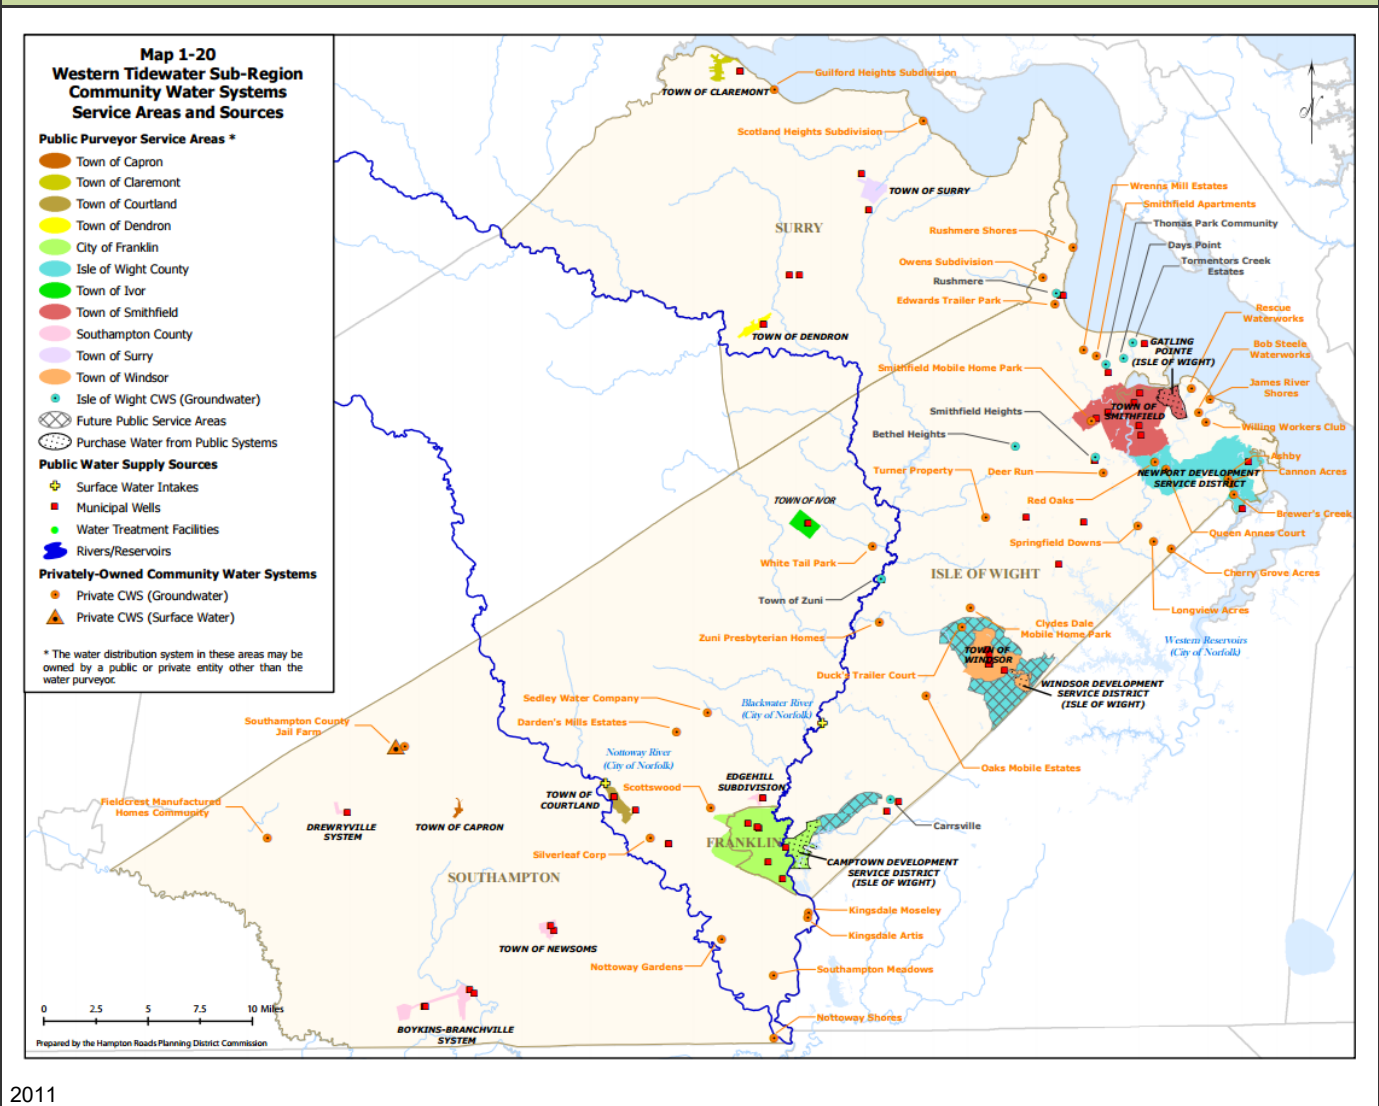 Map 1-20
Western Tidewater Sub-Region
Community Water Systems
Service Areas and Sources
Public Purveyor Service Areas *
Town of Capron
Town of Claremont
Town of Courtland
Town of Dendron
City of Franklin
Isle of Wight County
Town of Ivor
Town of Smithfield
Southampton County
Town of Surry
Town of Windsor
Isle of Wight CWS (Groundwater)
Future Public Service Areas
Purchase Water from Public Systems
Public Water Supply Sources
Surface Water Intakes
Municipal Wells
Water Treatment Facilities
Rivers/Reservoirs
Privately-Owned Community Water Systems
Private CWS (Groundwater)
Private CWS (Surface Water)
* The water distribution system in these areas may be
owned by a public or private entity other than the
water purveyor.
N
TOWN OF CLAREMONT
Guilford Heights Subdivision
Scotland Heights Subdivision
TOWN OF SURRY
SURRY
Wrenns Mill Estates
Smithfield Apartments
Thomas Park Community
Days Point
Tormentors Creek
Estates
Rushmere Shores
Owens Subdivision
Rushmere
Edwards Trailer Park
Rescue
Waterworks
TOWN OF DENDRON
GATLING
POINTE
(ISLE OF WIGHT)
Bob Steele
Waterworks
Smithfield Mobile Home Park
James River
Shores
TOWN OF
SMITHFIELD
Smithfield Heights
Willing Workers Club
Bethel Heights
Ashby
Turner Property
Deer Run
NEWPORT DEVELOPMENT
SERVICE DISTRICT
Cannon Acres
TOWN OF IVOR
Red Oaks
Brewer's Creek
Queen Annes Court
Springfield Downs
White Tail Park
ISLE OF WIGHT
Cherry Grove Acres
Town of Zuni
Longview Acres
Clydes Dale
Mobile Home Park
Zuni Presbyterian Homes
Western Reservoirs
(City of Norfolk)
TOWN OF
WINDSOR
Duck's Trailer Court
WINDSOR DEVELOPMENT
SERVICE DISTRICT
(ISLE OF WIGHT)
Sedley Water Company
Blackwater River
(City of Norfolk)
Southampton County
Jail Farm
Darden's Mills Estates
Nottoway River
(City of Norfolk)
Oaks Mobile Estates
EDGEHILL
SUBDIVISION
Scottswood
TOWN OF
COURTLAND
Fieldcrest Manufactured
Homes Community
DREWRYVILLE
SYSTEM
TOWN OF CAPRON
Carrsville
FRANKLIN
Silverleaf Corp
CAMPTOWN DEVELOPMENT
SERVICE DISTRICT
(ISLE OF WIGHT)
SOUTHAMPTON
Kingsdale Moseley
Kingsdale Artis
TOWN OF NEWSOMS
Nottoway Gardens
Southampton Meadows
Nottoway Shores
BOYKINS-BRANCHVILLE
SYSTEM
0 2.5 5 7.5 10 Miles
Prepared by the Hampton Roads Planning District Commission
2011